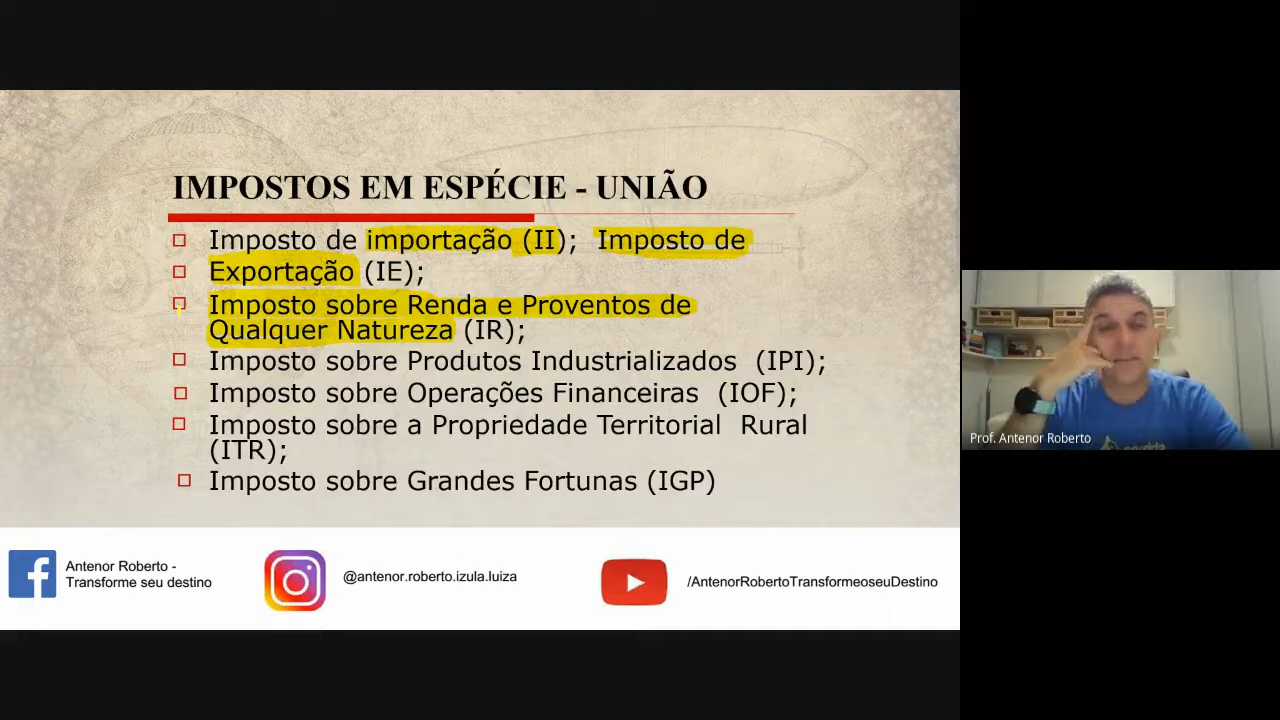 IMPOSTOS EM ESPÉCIE - UNIÃO
Imposto de importação (II); Imposto de
Exportação (IE);
Imposto sobre Renda e Proventos de
Qualquer Natureza (IR);
Imposto sobre Produtos Industrializados (IPI);
Imposto sobre Operações Financeiras (IOF);
Imposto sobre a Propriedade Territorial Rural
(ITR);
Imposto sobre Grandes Fortunas (IGP)
Antenor Roberto -
Transforme seu destino
@antenor.roberto.izula.luiza
/AntenorRobertoTransformeoseuDestino
Prof. Antenor Roberto